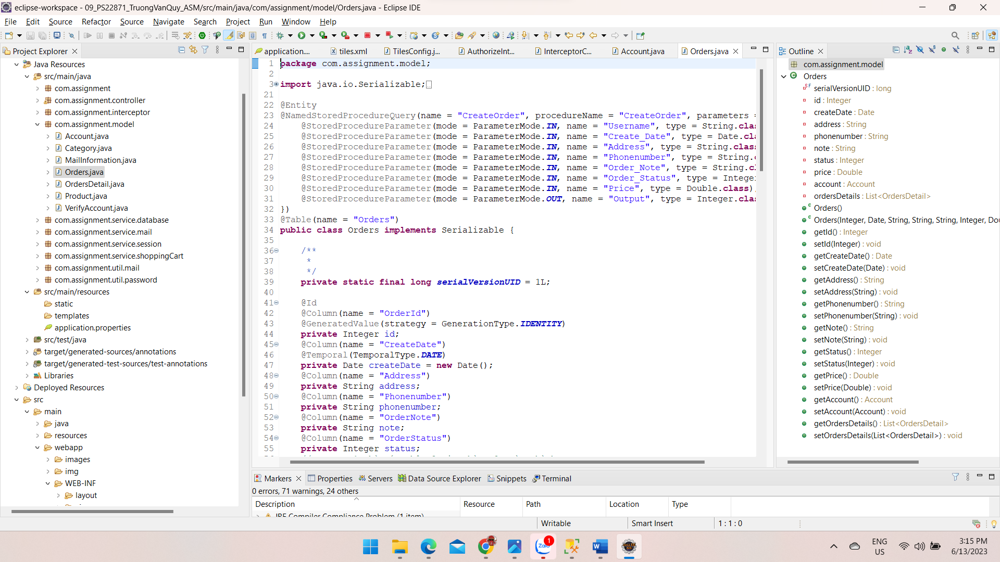 eclipse-workspace - 09_PS22871_TruongVanQuy_ASM/src/main/java/com/assignment/model/Orders.java - Eclipse IDE
File Edit Source Refactor Source Navigate Search Project Run Window Help
Project Explorer
Java Resources
src/main/java
com.assignment
com.assignment.controller
com.assignment.interceptor
com.assignment.model
Account.java
Category.java
MailInformation.java
Orders.java
OrdersDetail.java
Product.java
VerifyAccount.java
com.assignment.service.database
com.assignment.service.mail
com.assignment.service.session
com.assignment.service.shoppingCart
com.assignment.util.mail
com.assignment.util.password
src/main/resources
static
templates
application.properties
src/test/java
target/generated-sources/annotations
target/generated-test-sources/test-annotations
Libraries
Deployed Resources
src
main
java
resources
webapp
images
img
WEB-INF
layout
application.... tiles.xml TilesConfig.j... AuthorizeInt... InterceptorC... Account.java Orders.java
1 package com.assignment.model;
2
3 import java.io.Serializable;
21
22 @Entity
23 @NamedStoredProcedureQuery(name = "CreateOrder", procedureName = "CreateOrder", parameters =
24 @StoredProcedureParameter(mode = ParameterMode.IN, name = "Username", type = String.clas
25 @StoredProcedureParameter(mode = ParameterMode.IN, name = "Create_Date", type = Date.cla
26 @StoredProcedureParameter(mode = ParameterMode.IN, name = "Address", type = String.class
27 @StoredProcedureParameter(mode = ParameterMode.IN, name = "Phonenumber", type = String.c
28 @StoredProcedureParameter(mode = ParameterMode.IN, name = "Order_Note", type = String.cl
29 @StoredProcedureParameter(mode = ParameterMode.IN, name = "Order_Status", type = Integer
30 @StoredProcedureParameter(mode = ParameterMode.IN, name = "Price", type = Double.class),
31 @StoredProcedureParameter(mode = ParameterMode.OUT, name = "Output", type = Integer.clas
32 })
33 @Table(name = "Orders")
34 public class Orders implements Serializable {
35
36 /**
37 *
38 */
39 private static final long serialVersionUID = 1L;
40
41 @Id
42 @Column(name = "OrderId")
43 @GeneratedValue(strategy = GenerationType.IDENTITY)
44 private Integer id;
45 @Column(name = "CreateDate")
46 @Temporal(TemporalType.DATE)
47 private Date createDate = new Date();
48 @Column(name = "Address")
49 private String address;
50 @Column(name = "Phonenumber")
51 private String phonenumber;
52 @Column(name = "OrderNote")
53 private String note;
54 @Column(name = "OrderStatus")
55 private Integer status;
Outline
com.assignment.model
Orders
serialVersionUID : long
id : Integer
createDate : Date
address : String
phonenumber : String
note : String
status : Integer
price : Double
account : Account
ordersDetails : List<OrdersDetail>
Orders()
Orders(Integer, Date, String, String, String, Integer, Dou
getId() : Integer
setId(Integer) : void
getCreateDate() : Date
setCreateDate(Date) : void
getAddress() : String
setAddress(String) : void
getPhonenumber() : String
setPhonenumber(String) : void
getNote() : String
setNote(String) : void
getStatus() : Integer
setStatus(Integer) : void
getPrice() : Double
setPrice(Double) : void
getAccount() : Account
setAccount(Account) : void
getOrdersDetails() : List<OrdersDetail>
setOrdersDetails(List<OrdersDetail>) : void
Markers Properties Servers Data Source Explorer Snippets Terminal
0 errors, 71 warnings, 24 others
Description Resource Path Location Type
JRE Compiler Compliance Problem (1 item)
Writable Smart Insert 1 : 1 : 0
Zalo 1
ENG
US
3:15 PM
6/13/2023